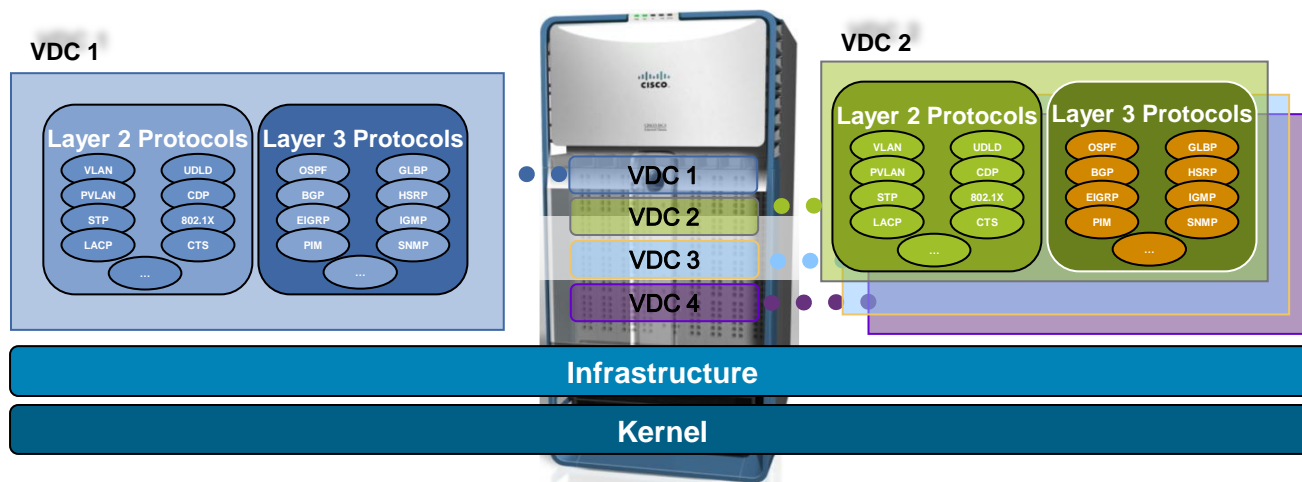 VDC 1
Layer 2 Protocols
VLAN
UDLD
PVLAN
CDP
STP
802.1X
LACP
CTS
...
Layer 3 Protocols
OSPF
GLBP
BGP
HSRP
EIGRP
IGMP
PIM
SNMP
...
CISCO
VDC 1
VDC 2
VDC 3
VDC 4
VDC 2
Layer 2 Protocols
VLAN
UDLD
PVLAN
CDP
STP
802.1X
LACP
CTS
...
Layer 3 Protocols
OSPF
GLBP
BGP
HSRP
EIGRP
IGMP
PIM
SNMP
...
Infrastructure
Kernel